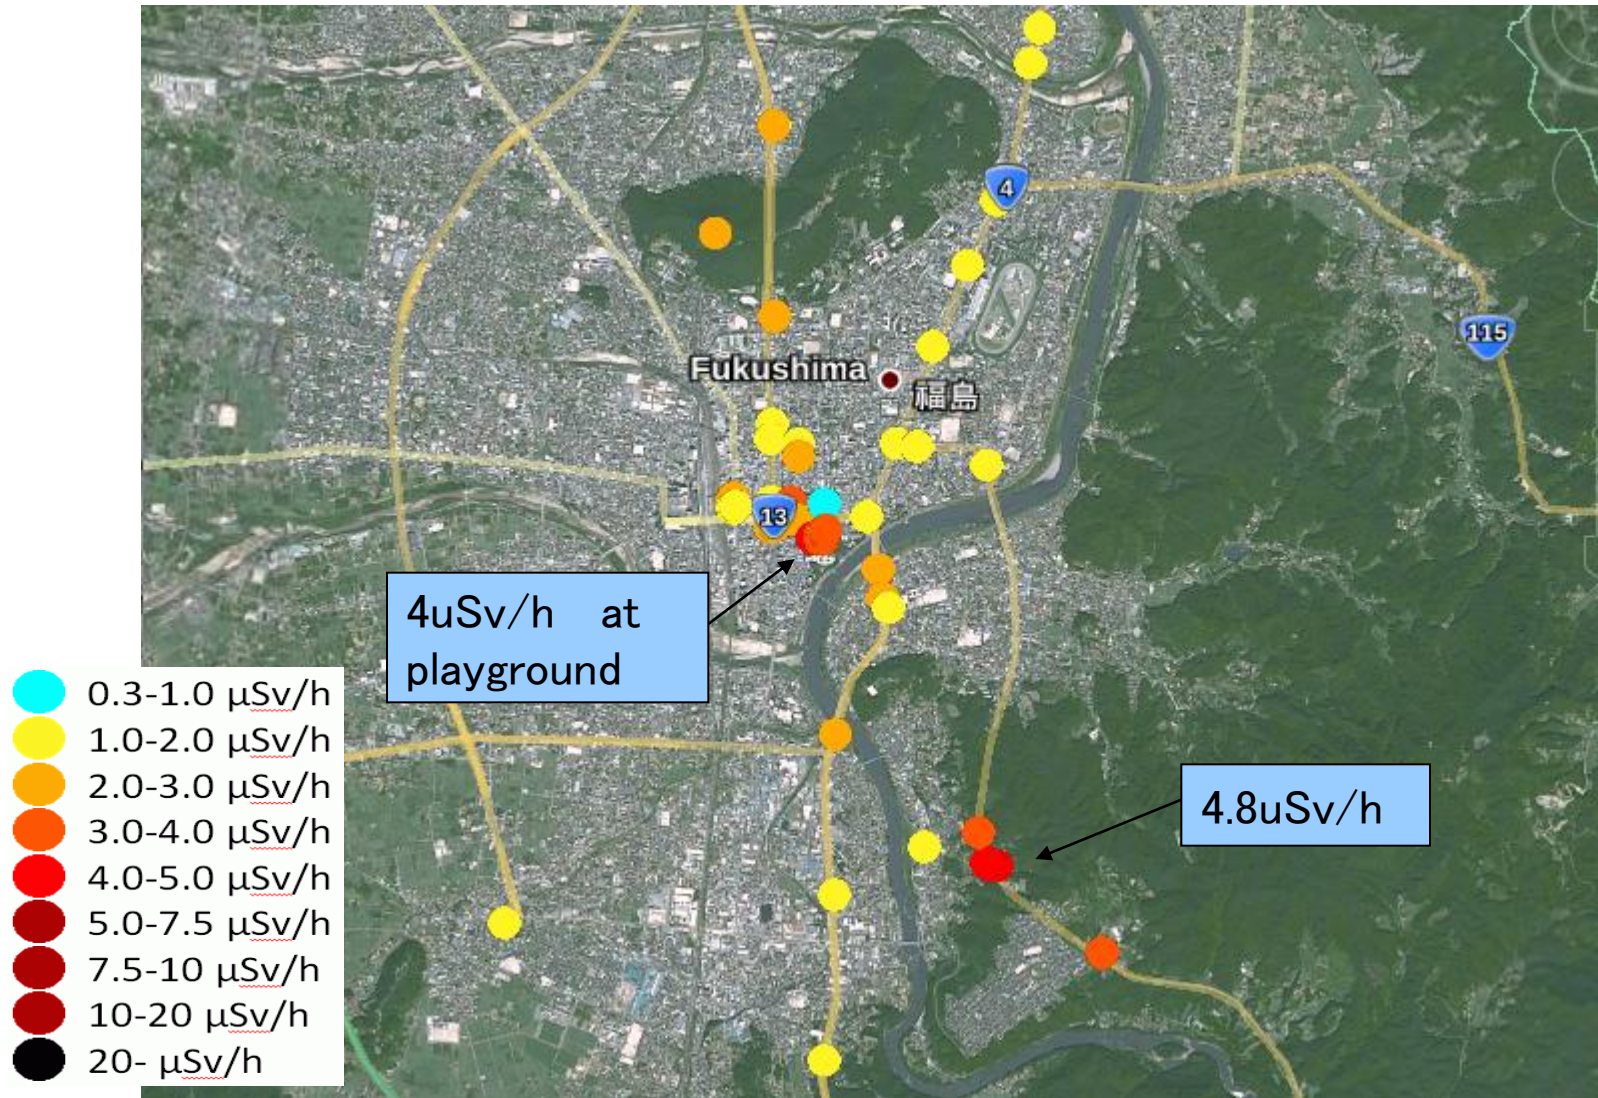 4
115
Fukushima
福島
13
4uSv/h at
playground
0.3-1.0 μSv/h
1.0-2.0 μSv/h
2.0-3.0 μSv/h
3.0-4.0 μSv/h
4.0-5.0 μSv/h
5.0-7.5 μSv/h
7.5-10 μSv/h
10-20 μSv/h
20- μSv/h
4.8uSv/h